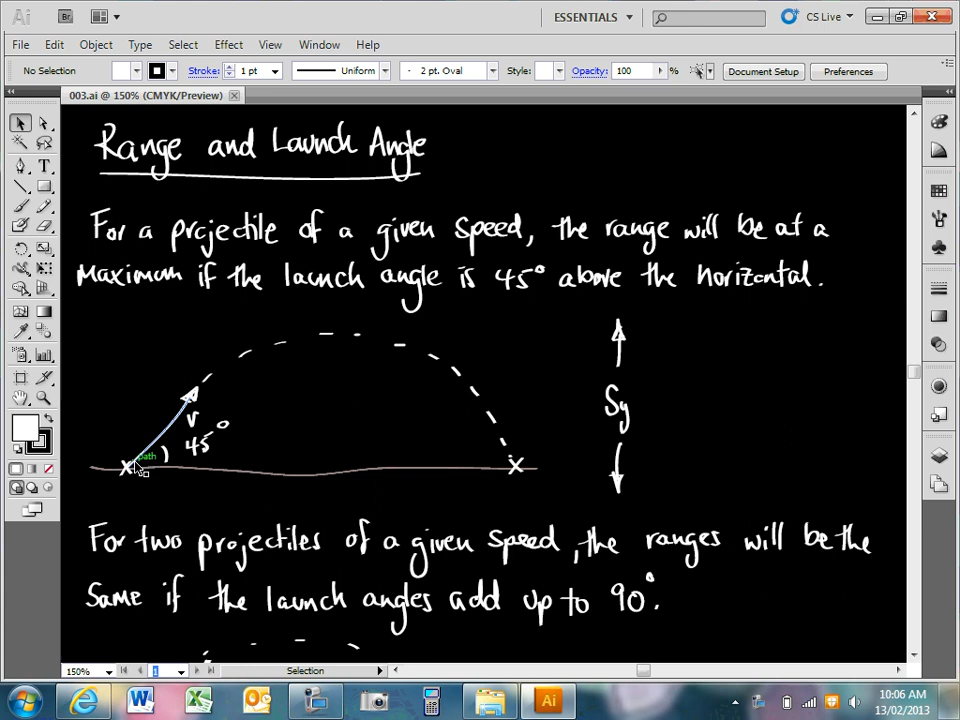 Ai
Br
ESSENTIALS
CS Live
File Edit Object Type Select Effect View Window Help
No Selection
Stroke:
1 pt
Uniform
2 pt. Oval
Style:
Opacity:
100
%
Document Setup
Preferences
003.ai @ 150% (CMYK/Preview)
Range and Launch Angle
For a projectile of a given speed, the range will be at a
Maximum if the launch angle is 45° above the horizontal.
v
45°
path
x
x
Sy
For two projectiles of a given speed, the ranges will be the
Same if the launch angles add up to 90°.
150%
1
Selection
10:06 AM
13/02/2013